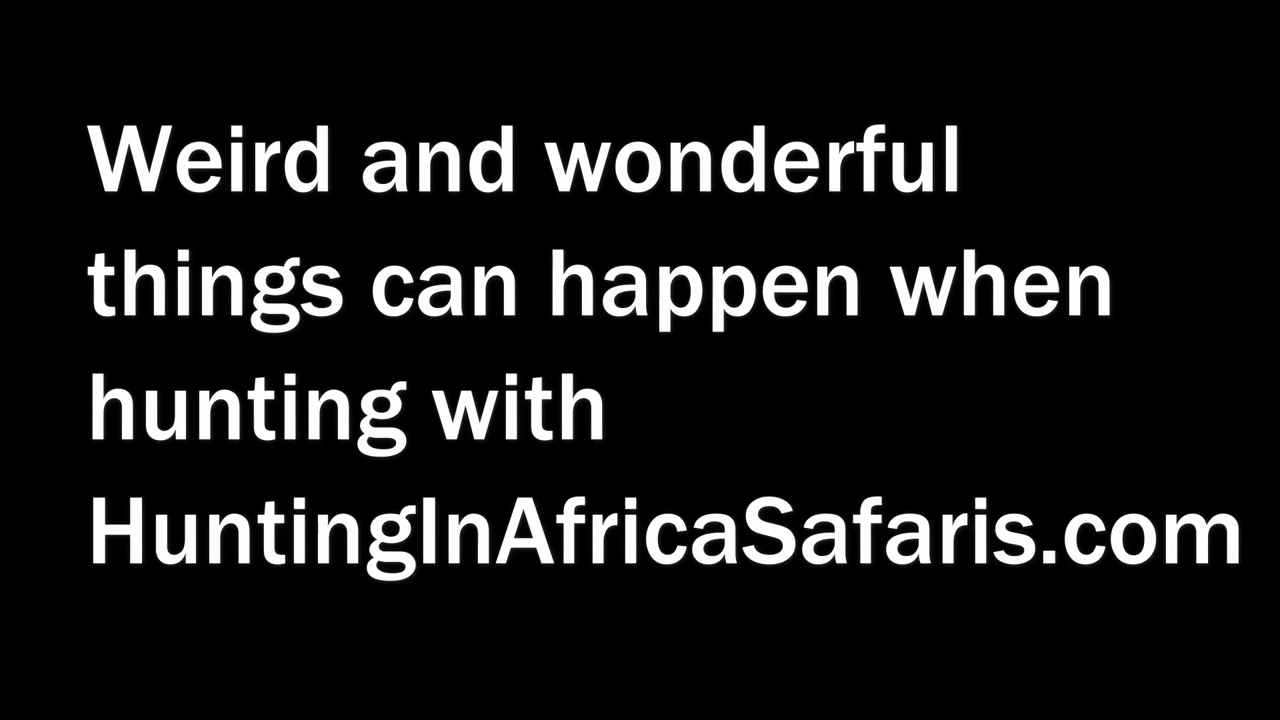 Weird and wonderful
things can happen when
hunting with
HuntingInAfricaSafaris.com